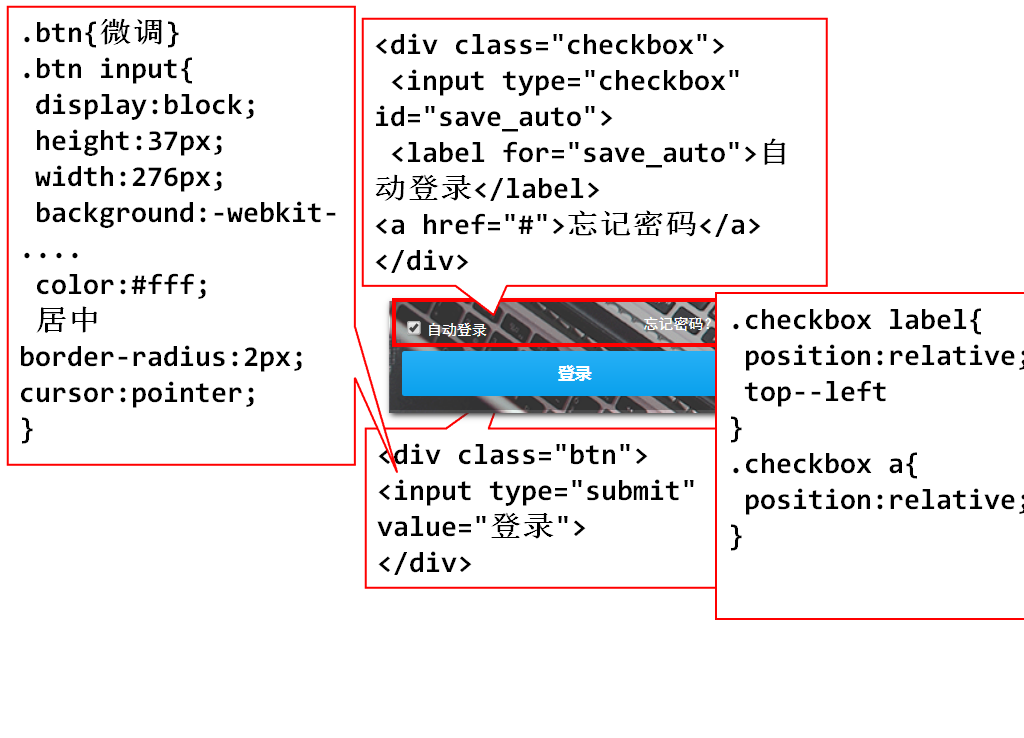 .btn{微调}
.btn input{
display:block;
height:37px;
width:276px;
background:-webkit-
....
color:#fff;
居中
border-radius:2px;
cursor:pointer;
}
<div class="checkbox">
<input type="checkbox"
id="save_auto">
<label for="save_auto">自
动登录</label>
<a href="#">忘记密码</a>
</div>
自动登录
忘记密码?
登录
<div class="btn">
<input type="submit"
value="登录">
</div>
.checkbox label{
position:relative;
top--left
}
.checkbox a{
position:relative;
}